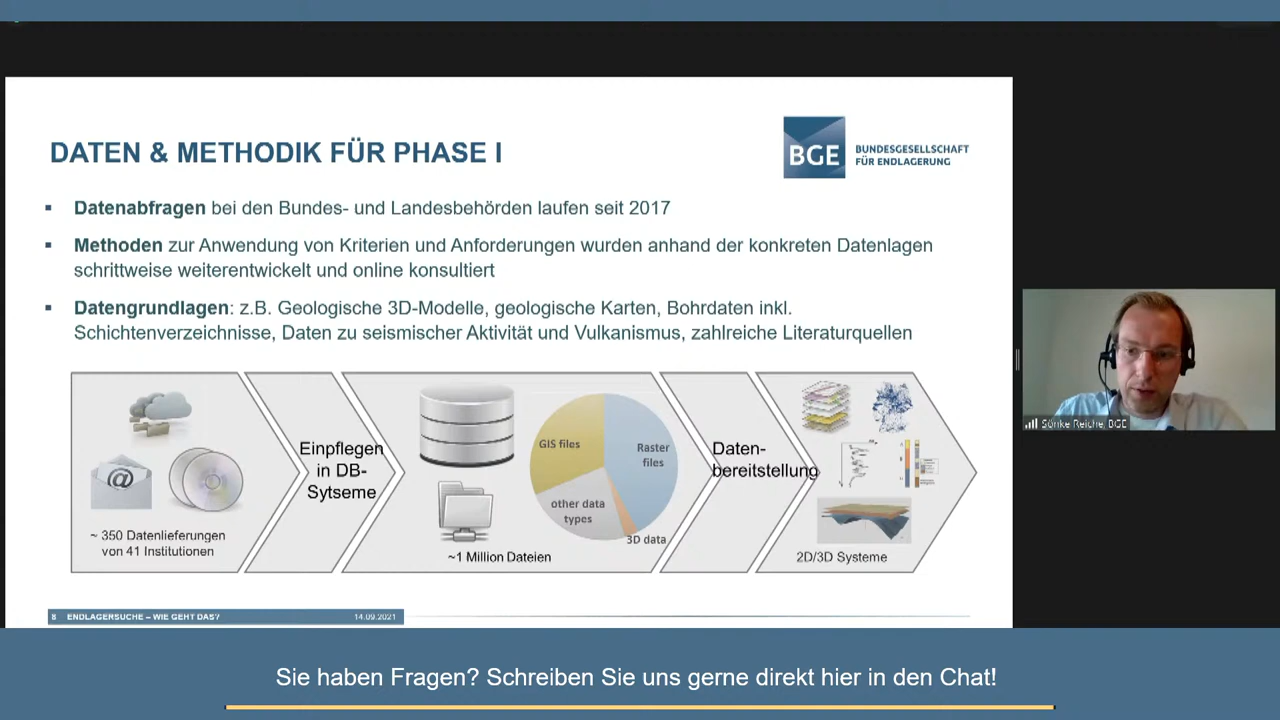 DATEN & METHODIK FÜR PHASE I
BGE
BUNDESGESELLSCHAFT
FÜR ENDLAGERUNG
▪ Datenabfragen bei den Bundes- und Landesbehörden laufen seit 2017
▪ Methoden zur Anwendung von Kriterien und Anforderungen wurden anhand der konkreten Datenlagen
schrittweise weiterentwickelt und online konsultiert
▪ Datengrundlagen: z.B. Geologische 3D-Modelle, geologische Karten, Bohrdaten inkl.
Schichtenverzeichnisse, Daten zu seismischer Aktivität und Vulkanismus, zahlreiche Literaturquellen
@
~ 350 Datenlieferungen
von 41 Institutionen
Einpflegen
in DB-
Sytseme
GIS files
Raster
files
other data
types
3D data
~1 Million Dateien
Daten-
bereitstellung
2D/3D Systeme
8 ENDLAGERSUCHE – WIE GEHT DAS? 14.09.2021
Sönke Reiche, BGE
Sie haben Fragen? Schreiben Sie uns gerne direkt hier in den Chat!